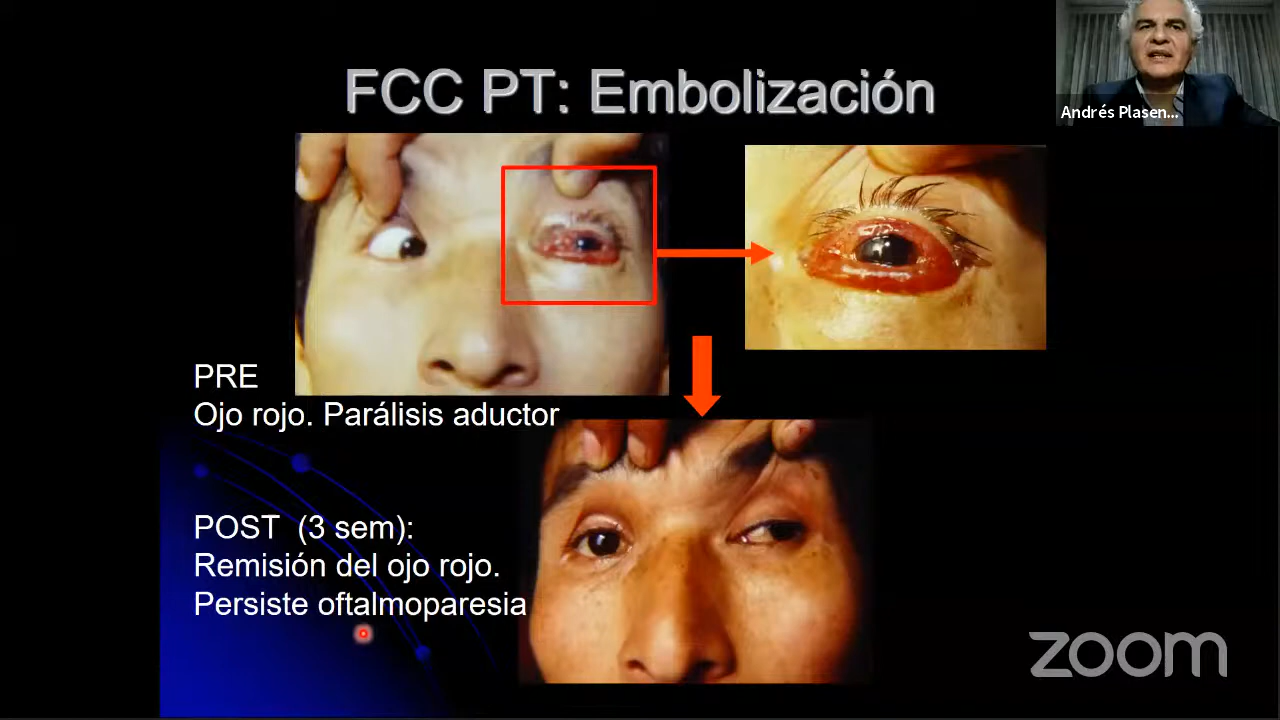 FCC PT: Embolización
Andrés Plasen...
PRE
Ojo rojo. Parálisis aductor
POST (3 sem):
Remisión del ojo rojo.
Persiste oftalmoparesia
zoom